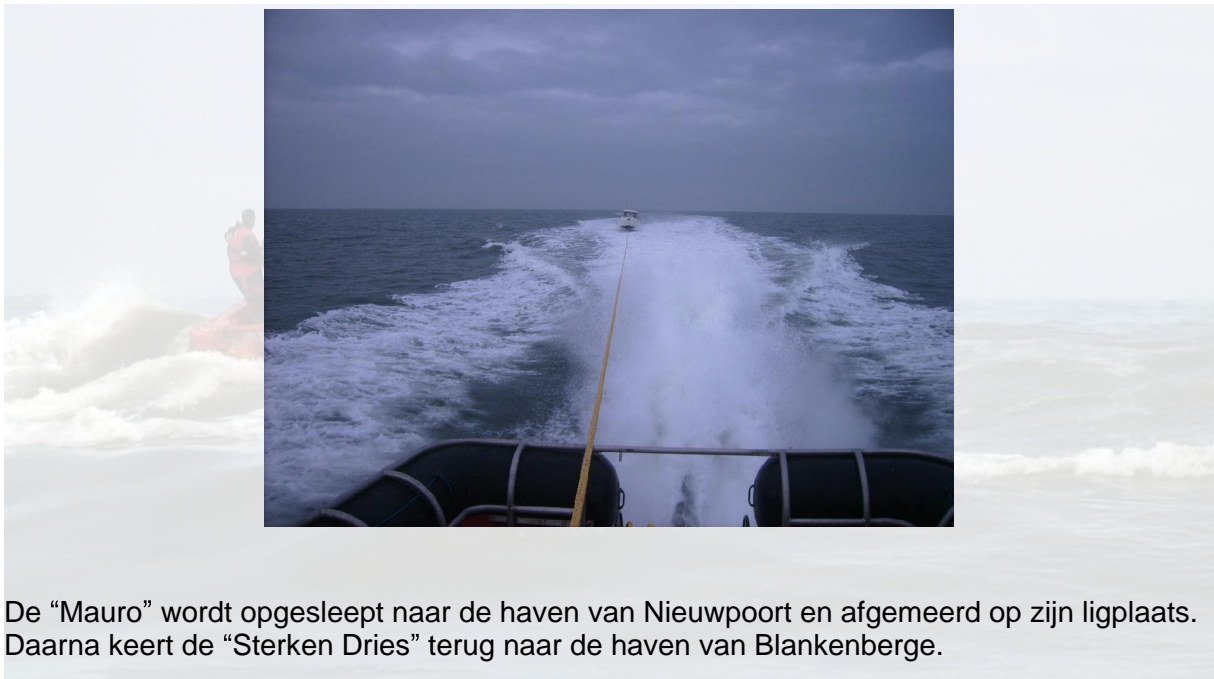 De “Mauro” wordt opgesleept naar de haven van Nieuwpoort en afgemeerd op zijn ligplaats.
Daarna keert de “Sterken Dries” terug naar de haven van Blankenberge.